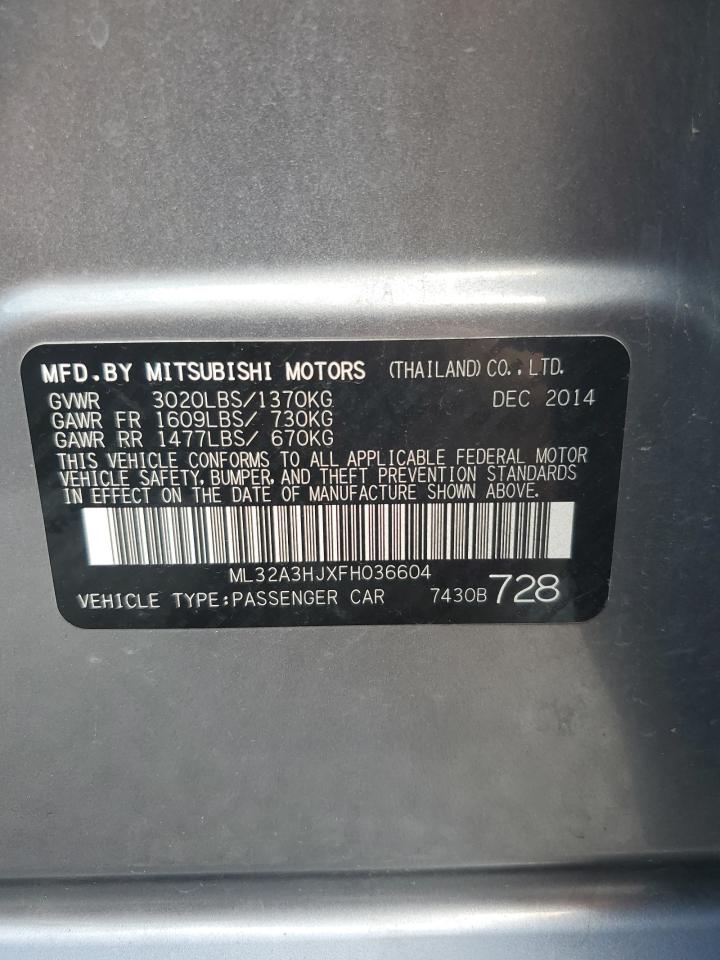 MFD.BY MITSUBISHI MOTORS (THAILAND) CO., LTD.
GVWR 3020LBS/1370KG DEC 2014
GAWR FR 1609LBS/ 730KG
GAWR RR 1477LBS/ 670KG
THIS VEHICLE CONFORMS TO ALL APPLICABLE FEDERAL MOTOR
VEHICLE SAFETY, BUMPER, AND THEFT PREVENTION STANDARDS
IN EFFECT ON THE DATE OF MANUFACTURE SHOWN ABOVE.
ML32A3HJXFH036604
VEHICLE TYPE:PASSENGER CAR 7430B 728